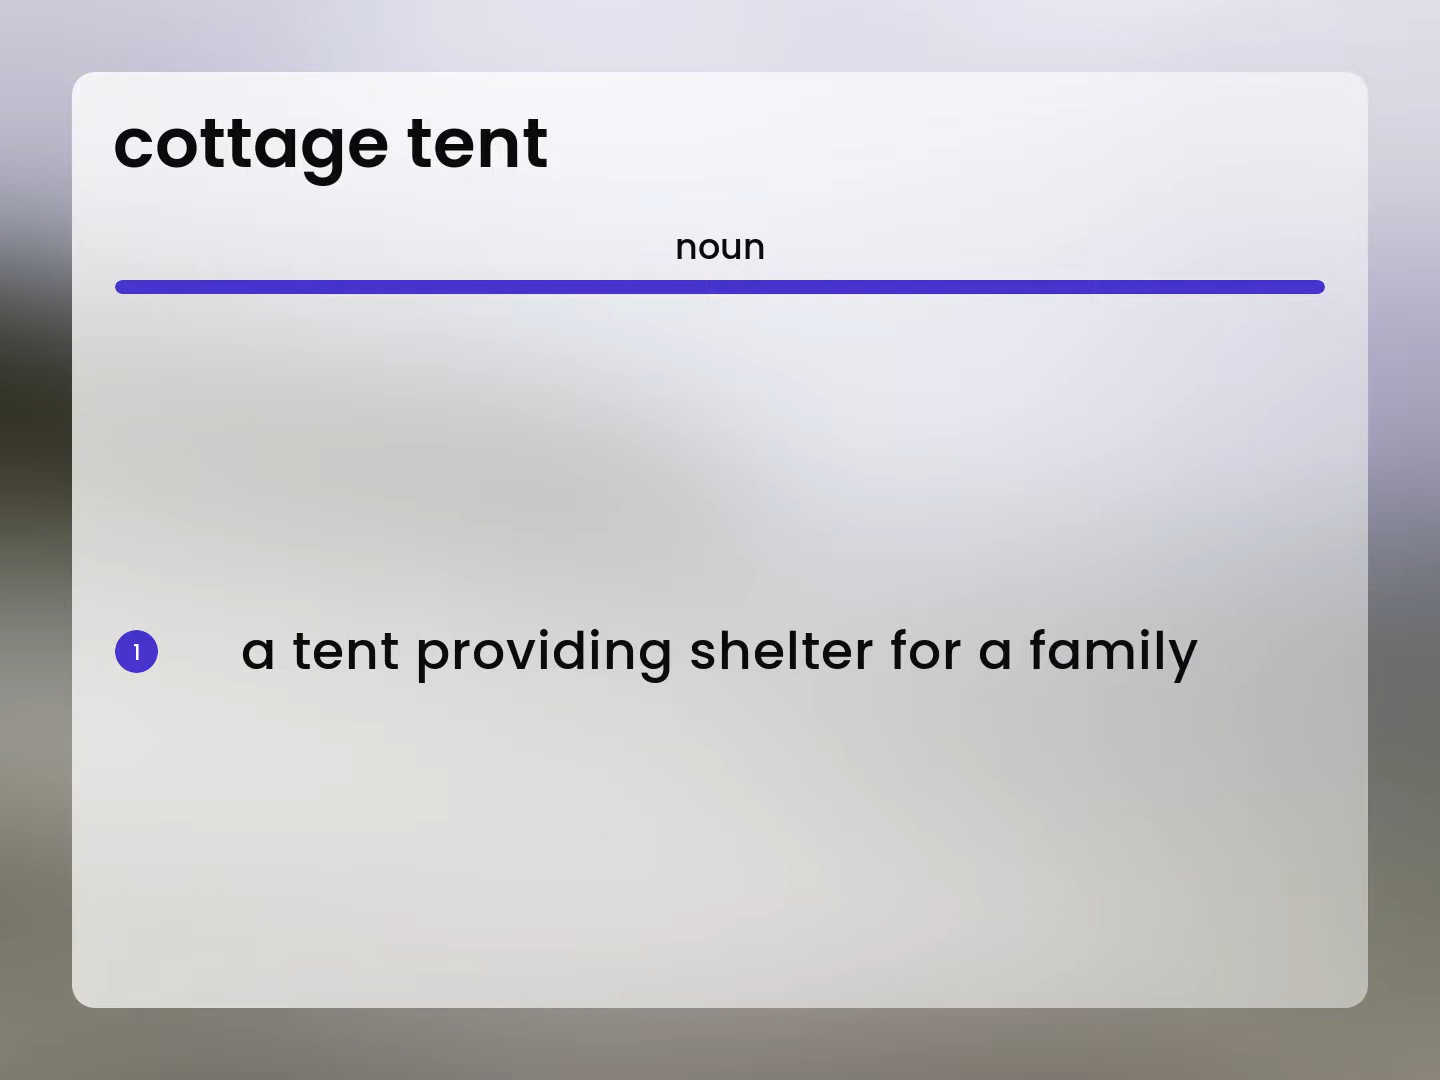 cottage tent
noun
1 a tent providing shelter for a family